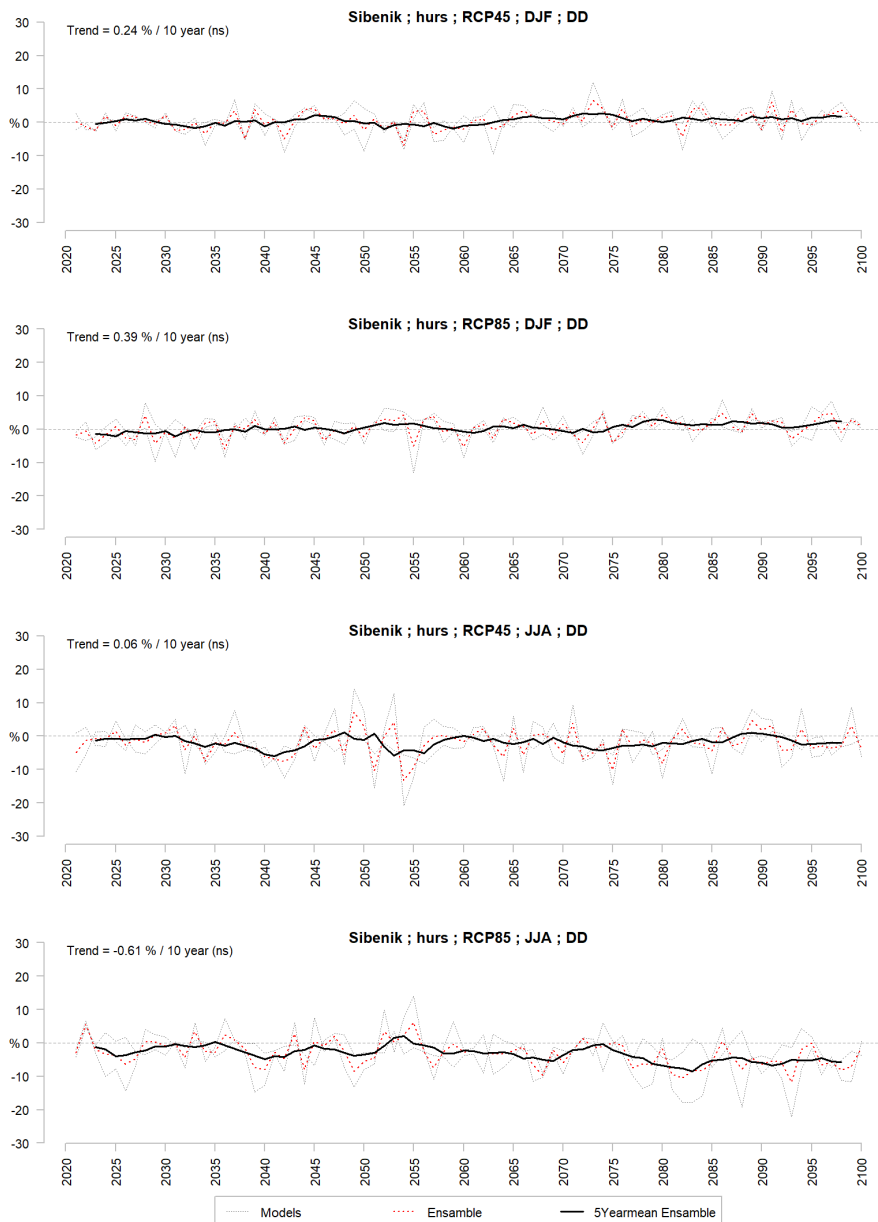 Sibenik ; hurs ; RCP45 ; DJF ; DD
Trend = 0.24 % / 10 year (ns)
30
20
10
% 0
-10
-20
-30
2020 2025 2030 2035 2040 2045 2050 2055 2060 2065 2070 2075 2080 2085 2090 2095 2100
Sibenik ; hurs ; RCP85 ; DJF ; DD
Trend = 0.39 % / 10 year (ns)
30
20
10
% 0
-10
-20
-30
2020 2025 2030 2035 2040 2045 2050 2055 2060 2065 2070 2075 2080 2085 2090 2095 2100
Sibenik ; hurs ; RCP45 ; JJA ; DD
Trend = 0.06 % / 10 year (ns)
30
20
10
% 0
-10
-20
-30
2020 2025 2030 2035 2040 2045 2050 2055 2060 2065 2070 2075 2080 2085 2090 2095 2100
Sibenik ; hurs ; RCP85 ; JJA ; DD
Trend = -0.61 % / 10 year (ns)
30
20
10
% 0
-10
-20
-30
2020 2025 2030 2035 2040 2045 2050 2055 2060 2065 2070 2075 2080 2085 2090 2095 2100
Models Ensamble 5Yearmean Ensamble